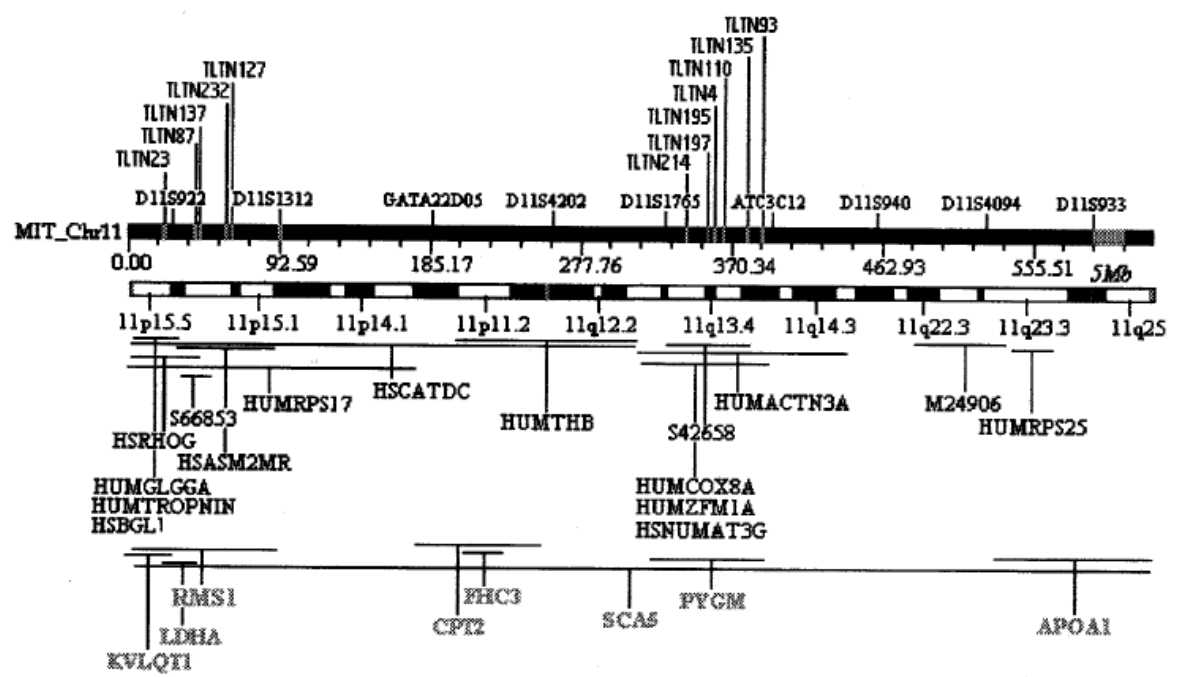 TLTN93
TLTN127 TLTN135
TLTN232 TLTN110
TLTN137 TLTN4
TLTN87 TLTN195
TLTN23 TLTN197
TLTN214
D11S922 D11S1312 GATA22D05 D11S4202 D11S1765 ATC3C12 D11S940 D11S4094 D11S933
MIT_Chr11
0.00 92.59 185.17 277.76 370.34 462.93 555.51 5Mb
11p15.5 11p15.1 11p14.1 11p11.2 11q12.2 11q13.4 11q14.3 11q22.3 11q23.3 11q25
HSCATDC
HUMRPS17 HUMACTN3A M24906
S66853 HUMTHB HUMRPS25
HSRHOG S42658
HSASM2MR
HUMGLGGA HUMCOX8A
HUMTROPNIN HUMZFM1A
HSBGL1 HSNUMAT3G
RMS1 FHC3 PYGM
SCA5
LDHA CPT2 APOA1
KVLQT1